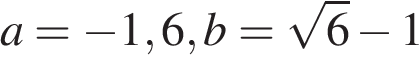 a = −1,6, b = √6 − 1